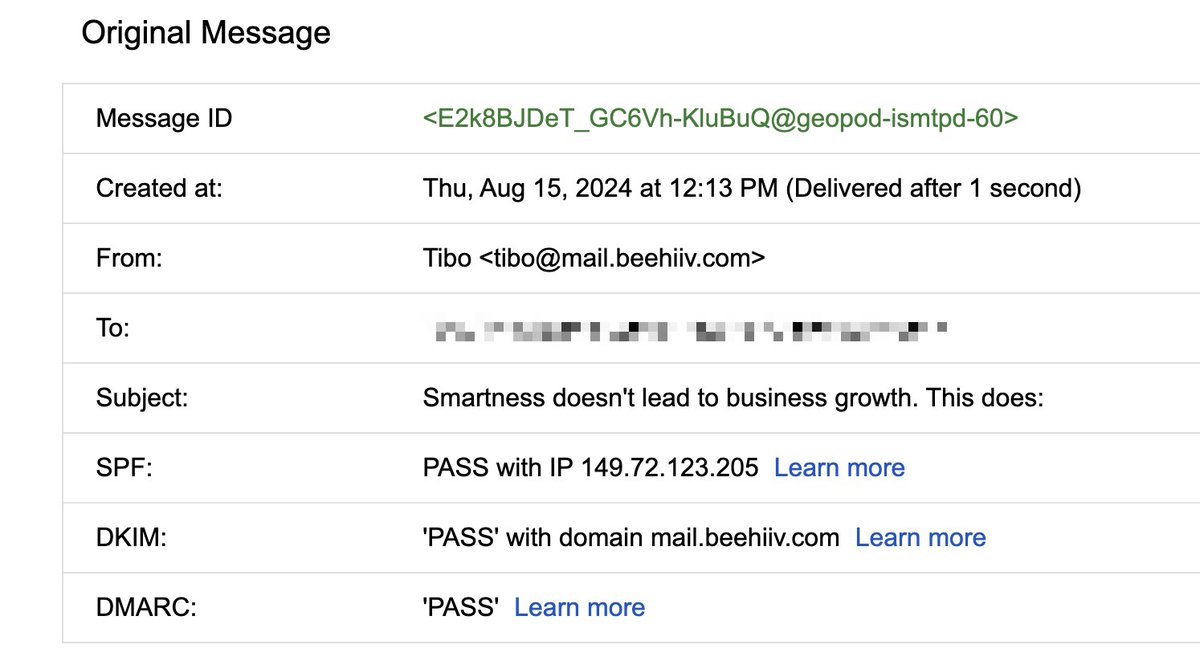 Original Message
Message ID <E2k8BJDeT_GC6Vh-KluBuQ@geopod-ismtpd-60>
Created at: Thu, Aug 15, 2024 at 12:13 PM (Delivered after 1 second)
From: Tibo <tibo@mail.beehiiv.com>
To:
Subject: Smartness doesn't lead to business growth. This does:
SPF: PASS with IP 149.72.123.205 Learn more
DKIM: 'PASS' with domain mail.beehiiv.com Learn more
DMARC: 'PASS' Learn more